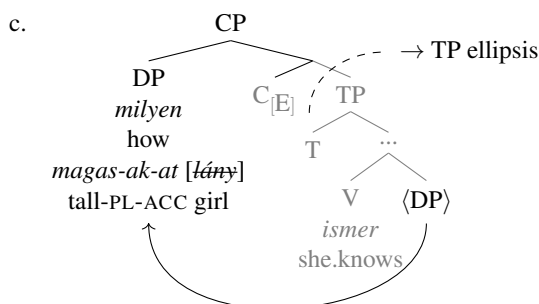 c.
CP
DP
milyen
how
magas-ak-at [lány]
tall-PL-ACC girl
C[E]
TP
→ TP ellipsis
T
...
V
ismer
she.knows
⟨DP⟩